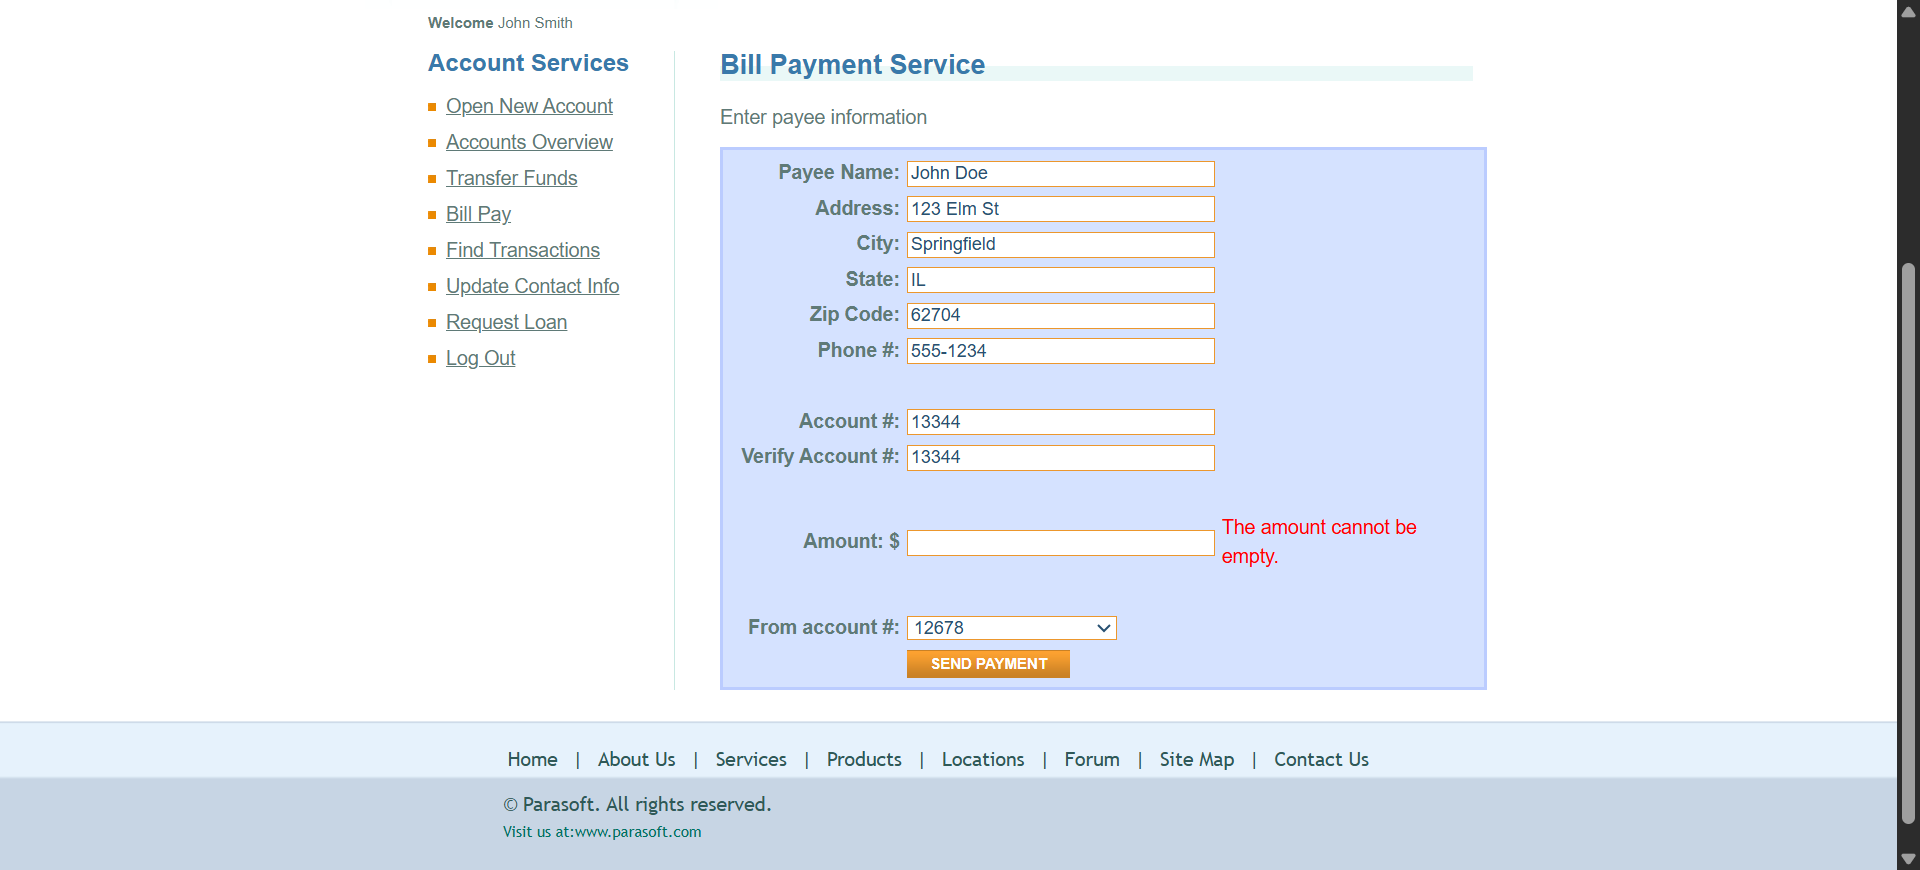 Welcome John Smith
Account Services
Open New Account
Accounts Overview
Transfer Funds
Bill Pay
Find Transactions
Update Contact Info
Request Loan
Log Out
Bill Payment Service
Enter payee information
Payee Name: John Doe
Address: 123 Elm St
City: Springfield
State: IL
Zip Code: 62704
Phone #: 555-1234
Account #: 13344
Verify Account #: 13344
Amount: $ The amount cannot be
empty.
From account #: 12678
SEND PAYMENT
Home | About Us | Services | Products | Locations | Forum | Site Map | Contact Us
© Parasoft. All rights reserved.
Visit us at:www.parasoft.com